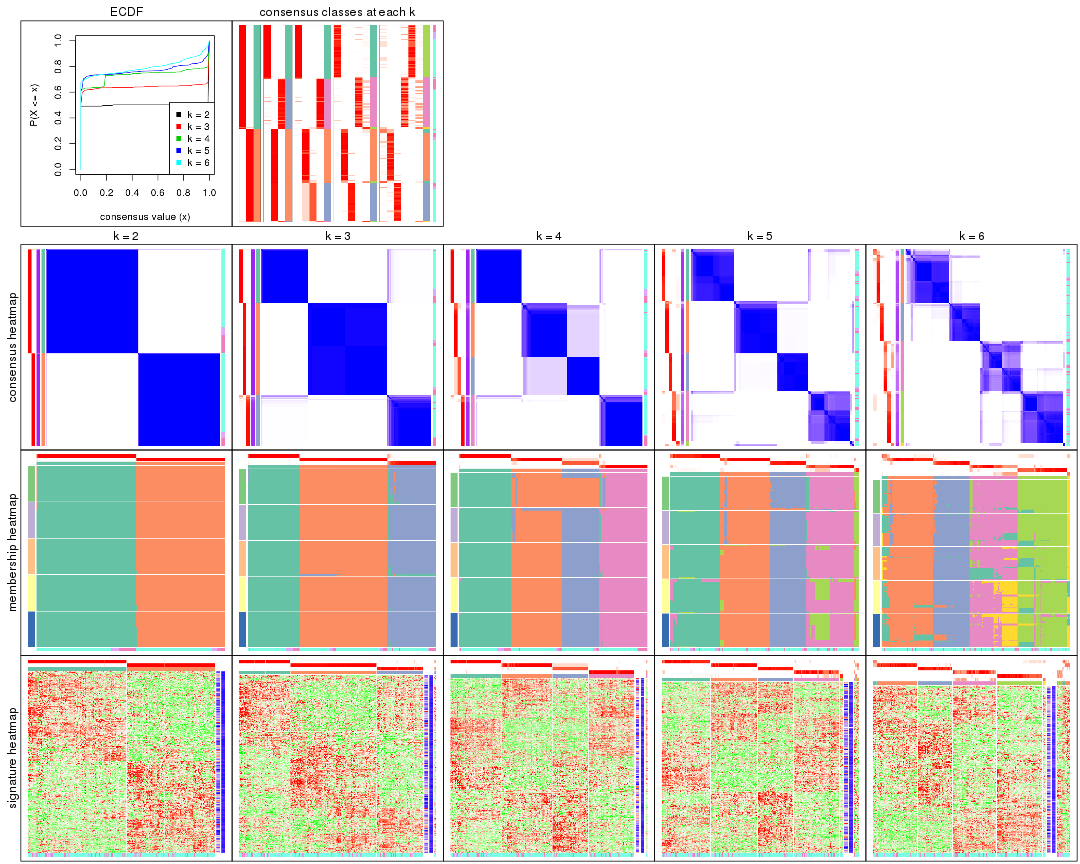 ECDF
consensus classes at each k
P(X <= x)
0.0 0.2 0.4 0.6 0.8 1.0
k = 2
k = 3
k = 4
k = 5
k = 6
0.0 0.2 0.4 0.6 0.8 1.0
consensus value (x)
k = 2 k = 3 k = 4 k = 5 k = 6
consensus heatmap
membership heatmap
signature heatmap